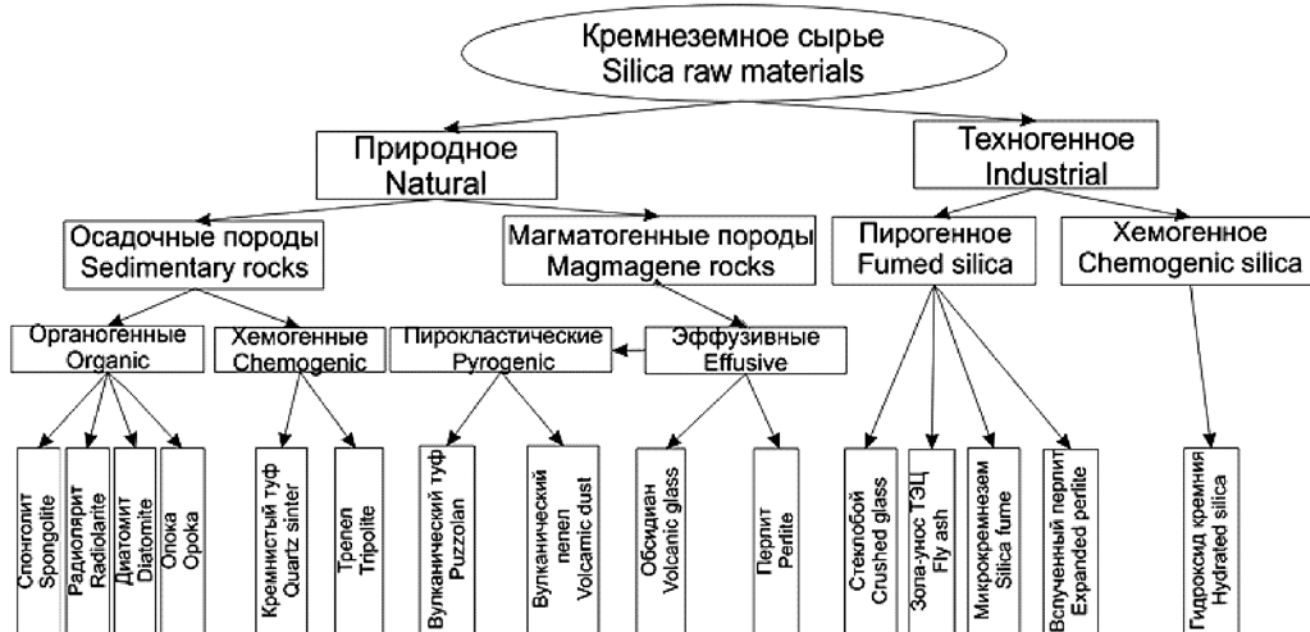 Кремнеземное сырье
Silica raw materials
Природное
Natural
Техногенное
Industrial
Осадочные породы
Sedimentary rocks
Магматогенные породы
Magmagene rocks
Пирогенное
Fumed silica
Хемогенное
Chemogenic silica
Органогенные
Organic
Хемогенные
Chemogenic
Пирокластические
Pyrogenic
Эффузивные
Effusive
Спонголит
Spongolite
Радиолярит
Radiolarite
Диатомит
Diatomite
Опока
Opoka
Кремнистый туф
Quartz sinter
Трепел
Tripolite
Вулканический туф
Puzzolan
Вулканический
пепел
Volcamic dust
Обсидиан
Volcanic glass
Перлит
Perlite
Стеклобой
Crushed glass
Зола-унос ТЭЦ
Fly ash
Микрокремнезем
Silica fume
Вспученный перлит
Expanded perlite
Гидроксид кремния
Hydrated silica